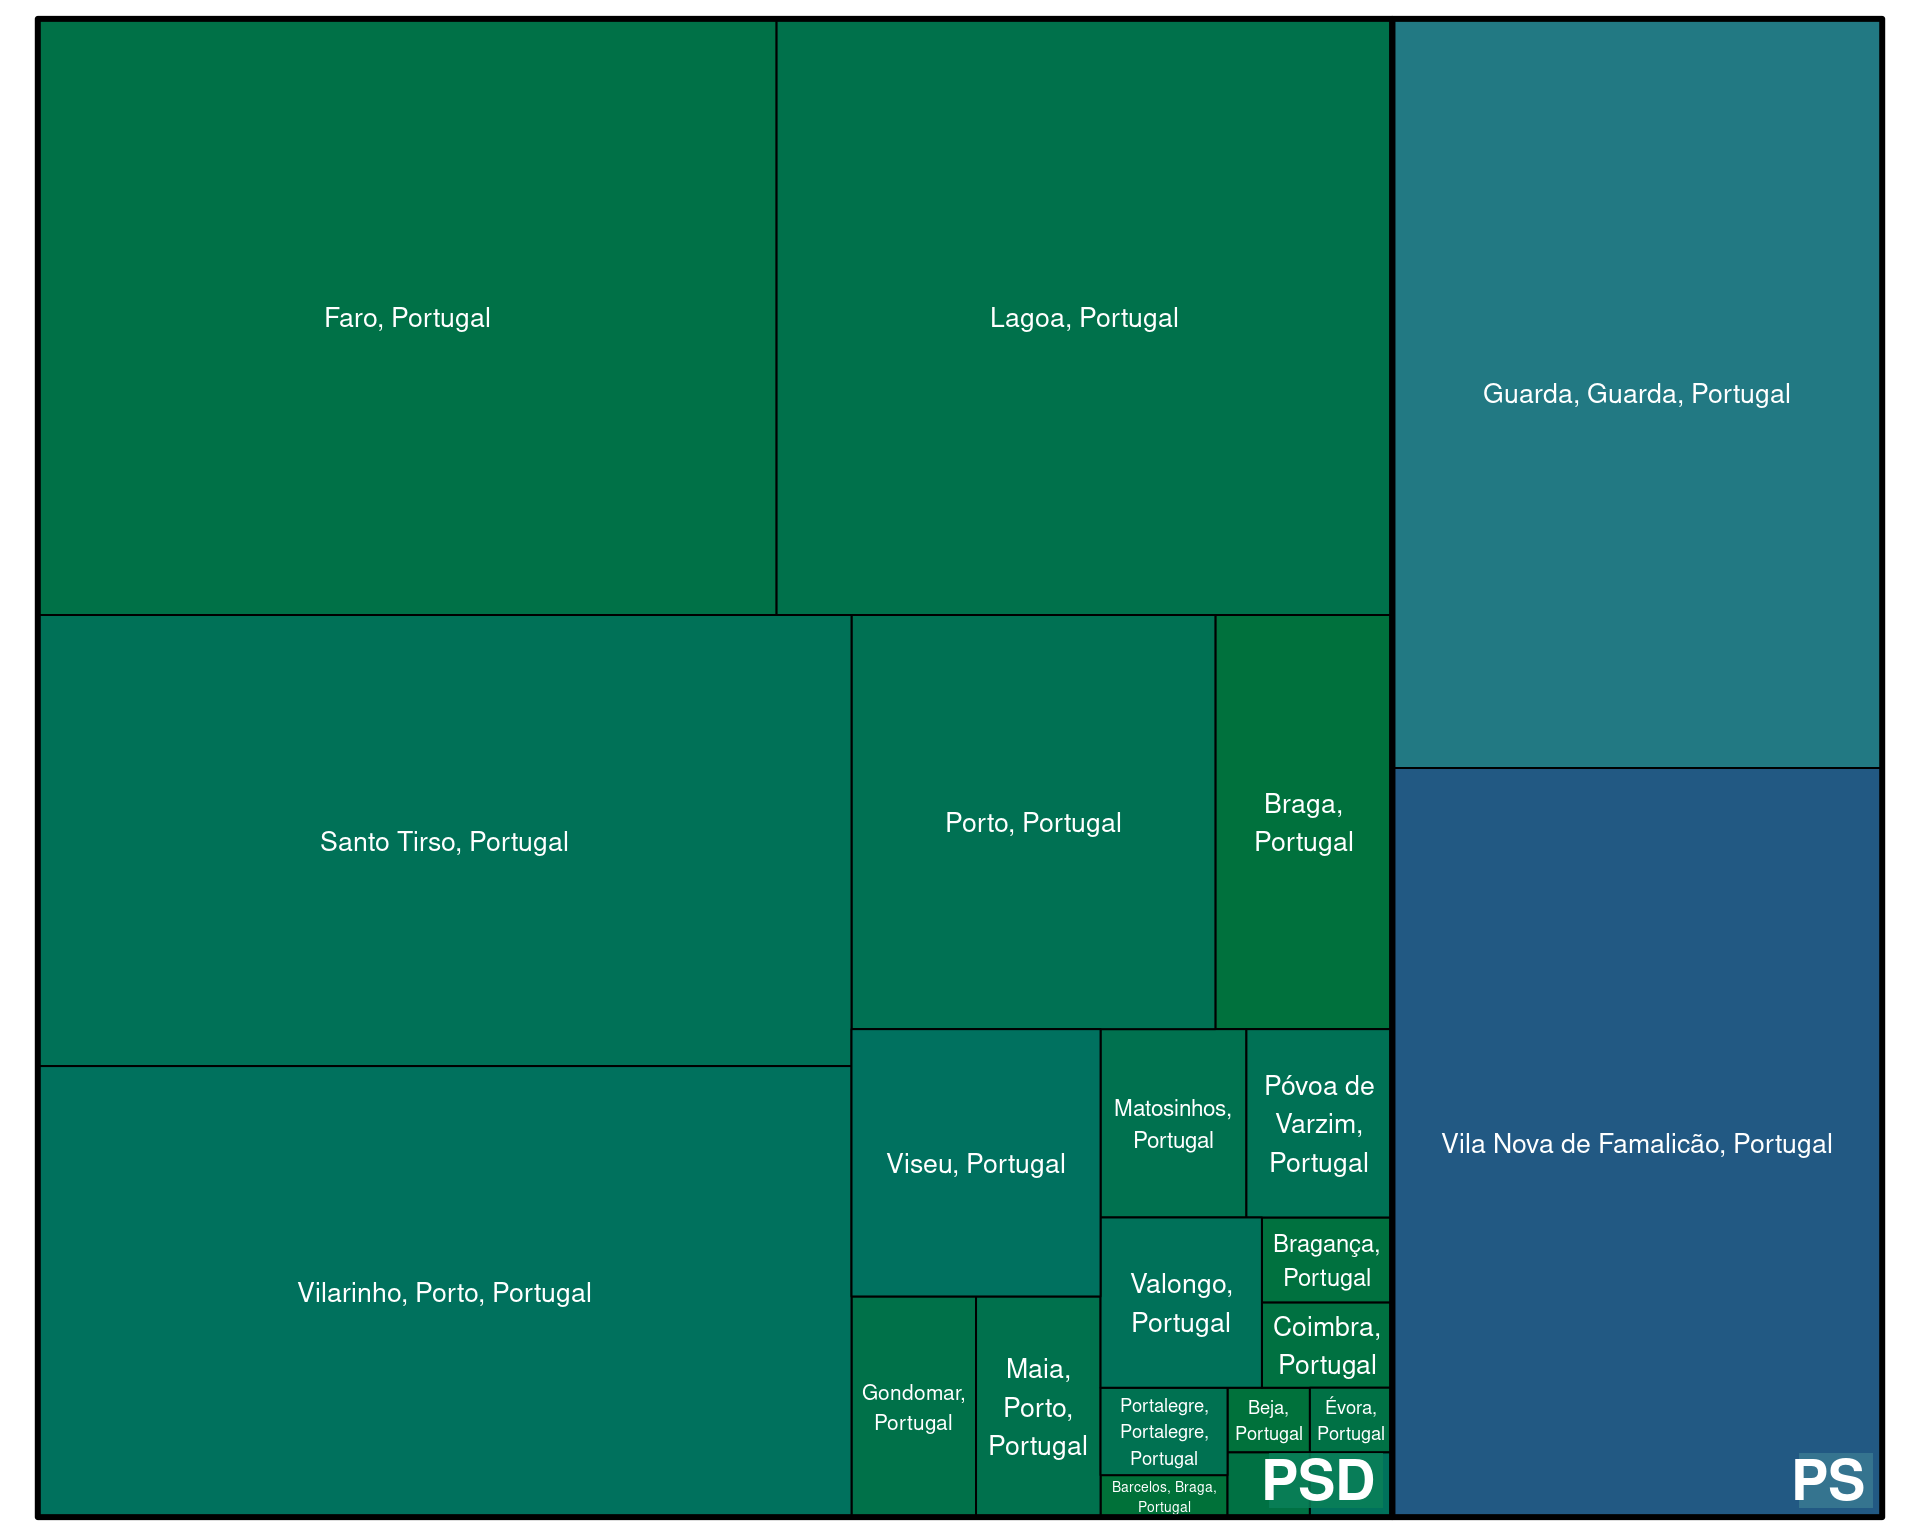 Faro, Portugal
Lagoa, Portugal
Guarda, Guarda, Portugal
Santo Tirso, Portugal
Porto, Portugal
Braga,
Portugal
Vilarinho, Porto, Portugal
Viseu, Portugal
Matosinhos,
Portugal
Póvoa de
Varzim,
Portugal
Vila Nova de Famalicão, Portugal
Valongo,
Portugal
Bragança,
Portugal
Coimbra,
Portugal
Gondomar,
Portugal
Maia,
Porto,
Portugal
Portalegre,
Portalegre,
Portugal
Beja,
Portugal
Évora,
Portugal
Barcelos, Braga,
Portugal
PSD
PS